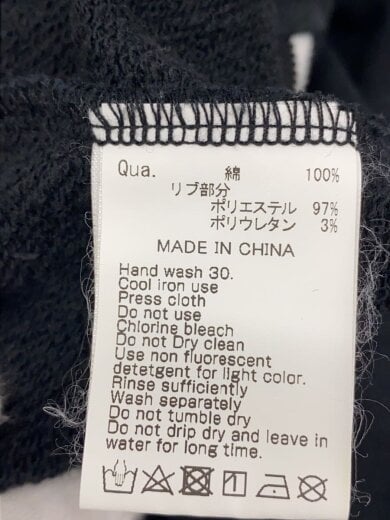 Qua. 綿 100%
リブ部分
ポリエステル 97%
ポリウレタン 3%
MADE IN CHINA
Hand wash 30.
Cool iron use
Press cloth
Do not use
Chlorine bleach
Do not Dry clean
Use non fluorescent
detetgent for light color.
Rinse sufficiently
Wash separately
Do not tumble dry
Do not drip dry and leave in
water for long time.